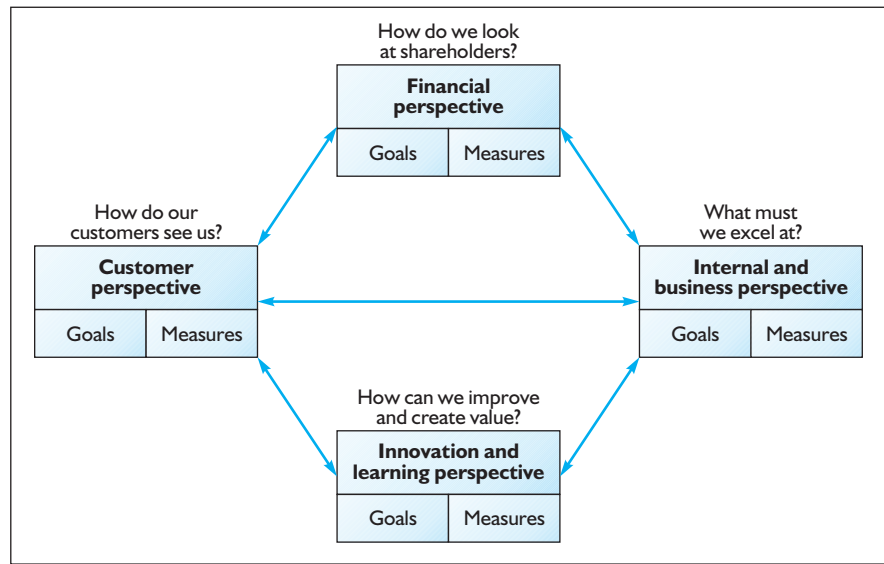 How do we look
at shareholders?
Financial
perspective
Goals
Measures
How do our
customers see us?
Customer
perspective
Goals
Measures
What must
we excel at?
Internal and
business perspective
Goals
Measures
How can we improve
and create value?
Innovation and
learning perspective
Goals
Measures